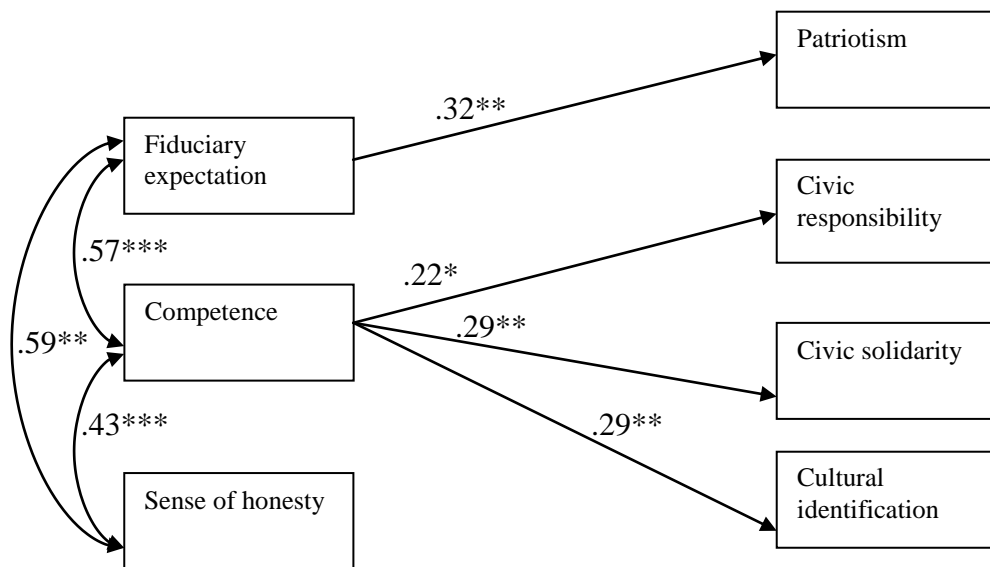 Patriotism
.32**
Fiduciary
expectation
Civic
responsibility
.57***
.22*
Competence
.29**
Civic solidarity
.59**
.43***
.29**
Cultural
identification
Sense of honesty